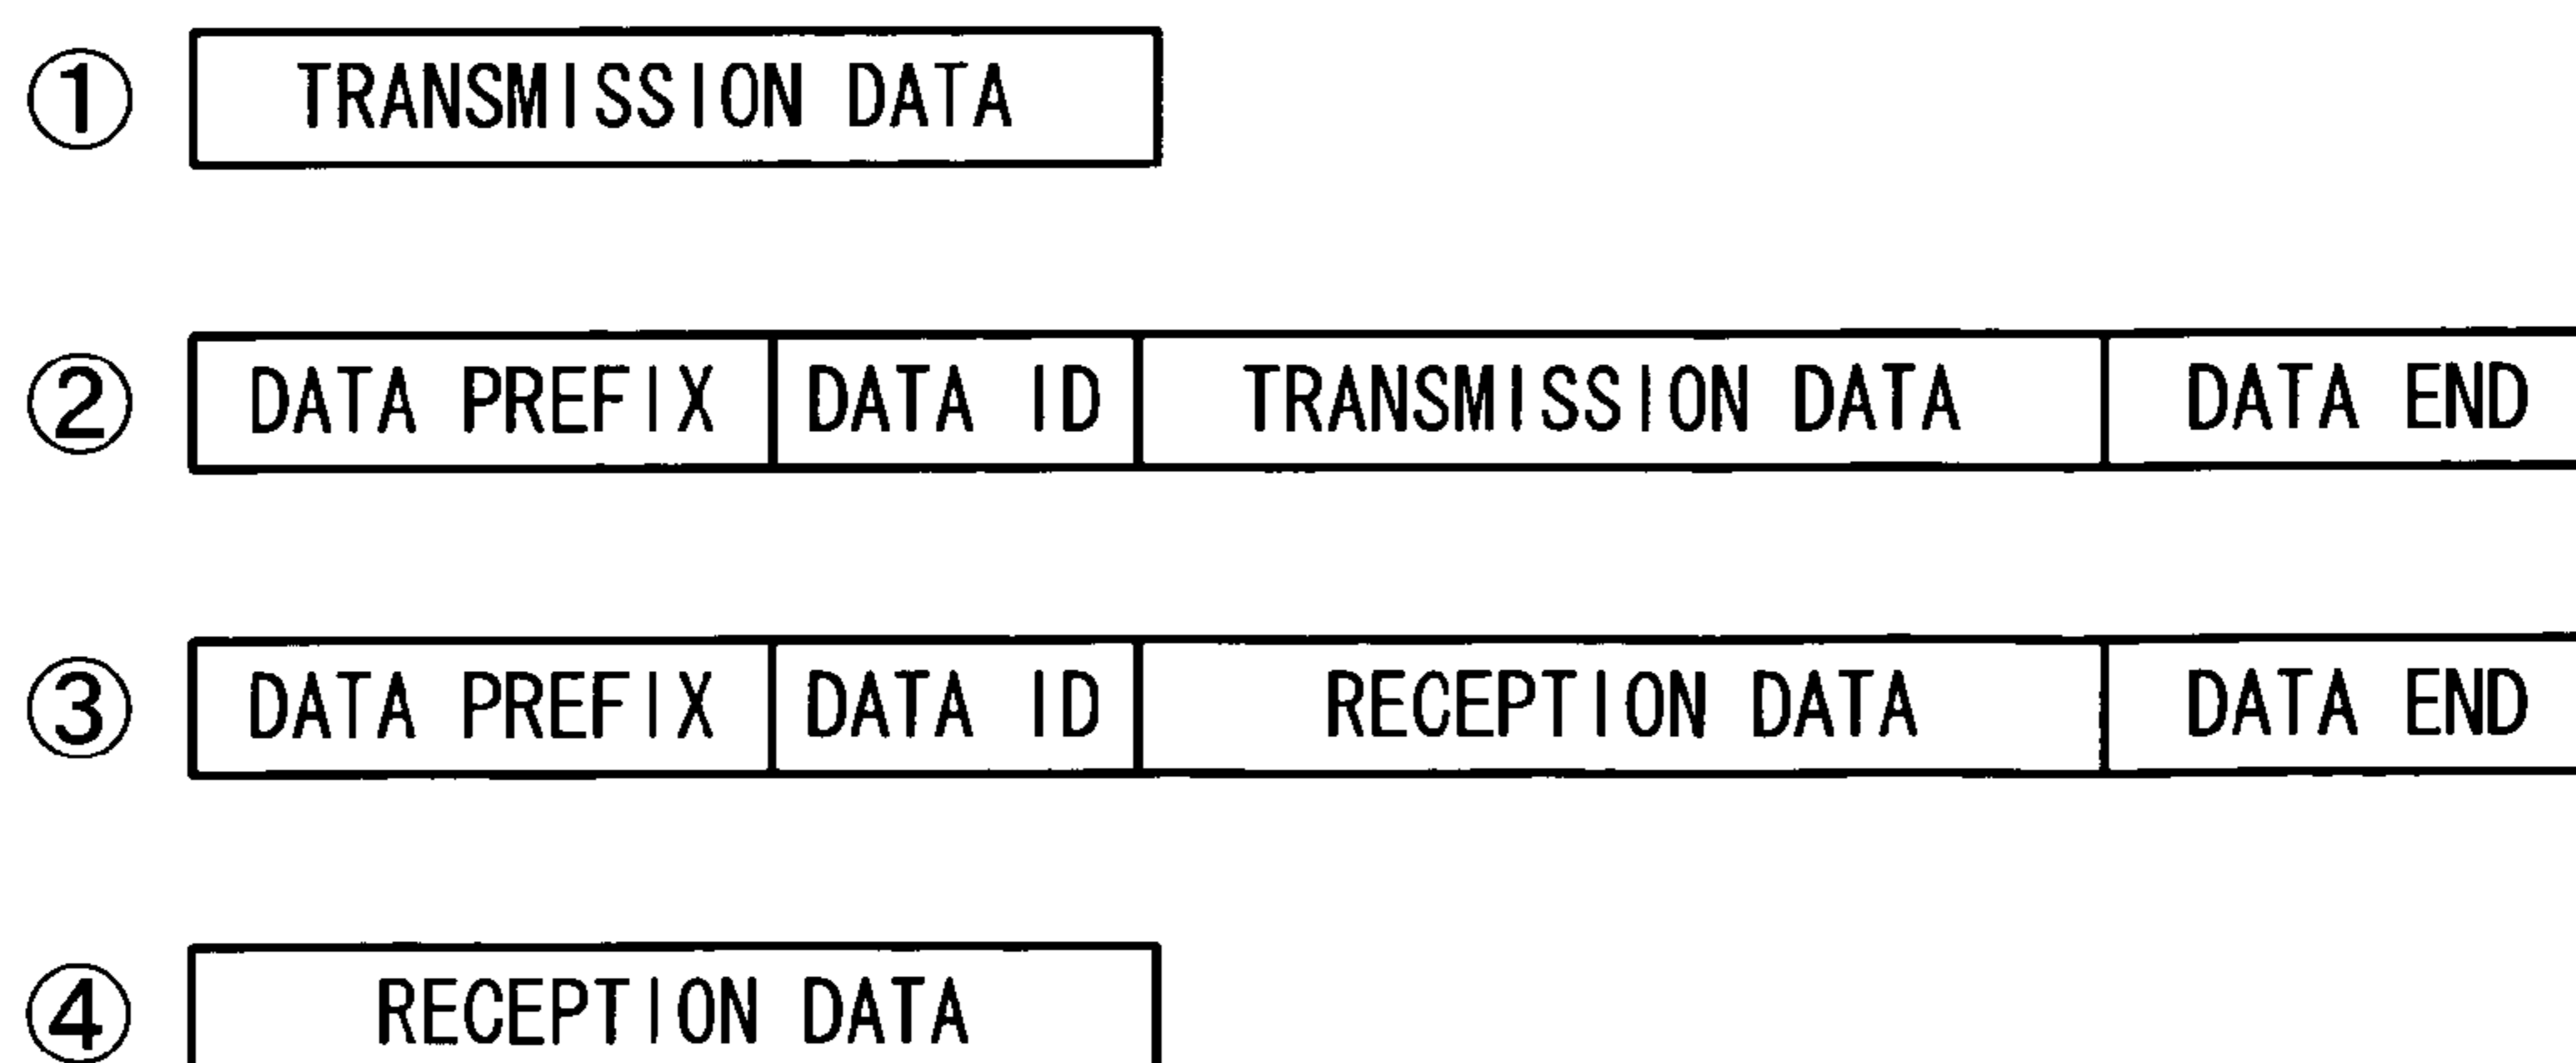 ① TRANSMISSION DATA
② DATA PREFIX DATA ID TRANSMISSION DATA DATA END
③ DATA PREFIX DATA ID RECEPTION DATA DATA END
④ RECEPTION DATA